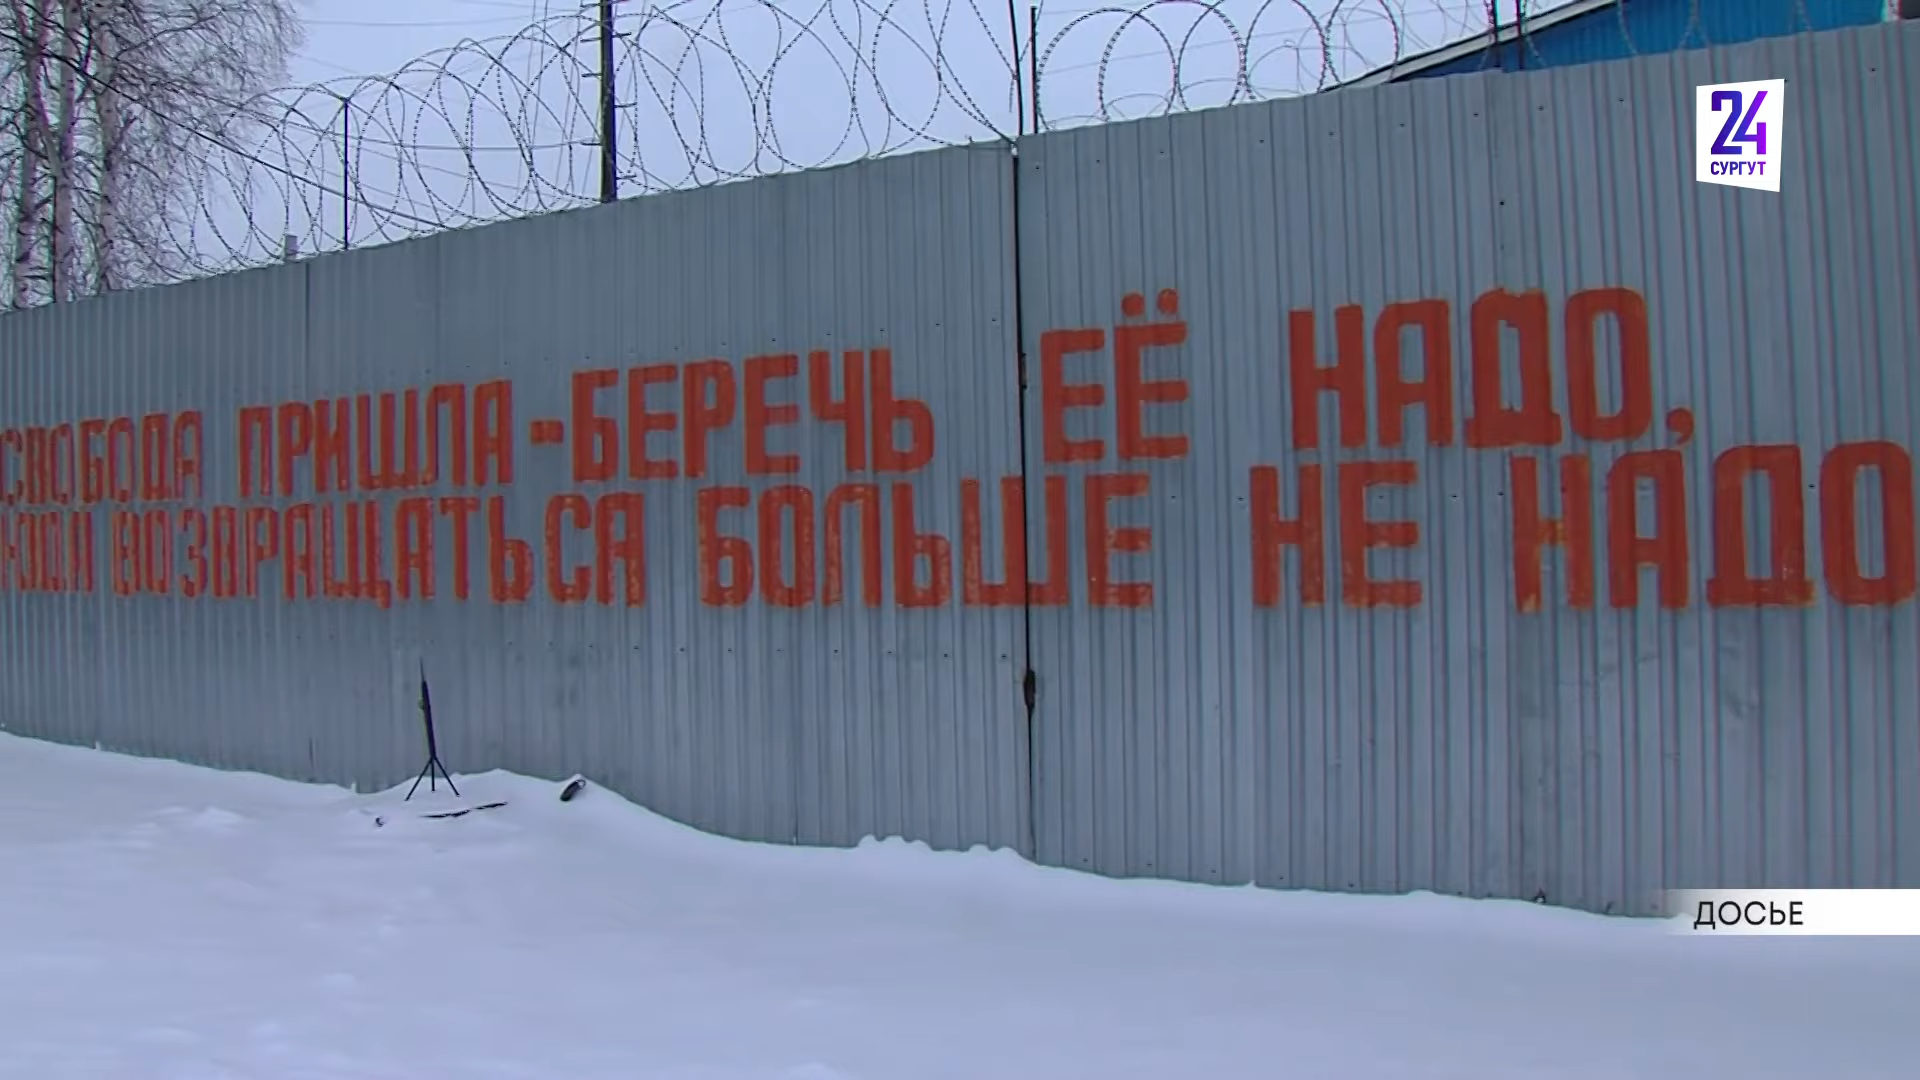 24
СУРГУТ
СВОБОДА ПРИШЛА - БЕРЕЧЬ ЕЁ НАДО,
ВОЗВРАЩАТЬСЯ БОЛЬШЕ НЕ НАДО
ДОСЬЕ